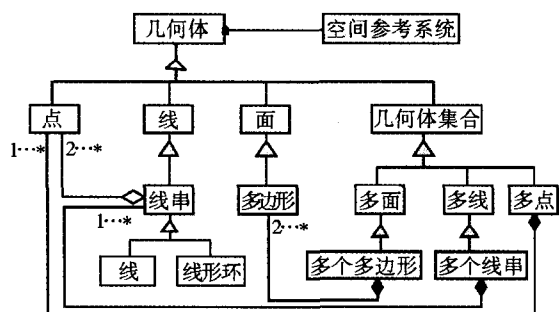 几何体
空间参考系统
点
线
面
几何体集合
1…*
2…*
线串
多边形
多面
多线
多点
1…*
2…*
线
线形环
多个多边形
多个线串